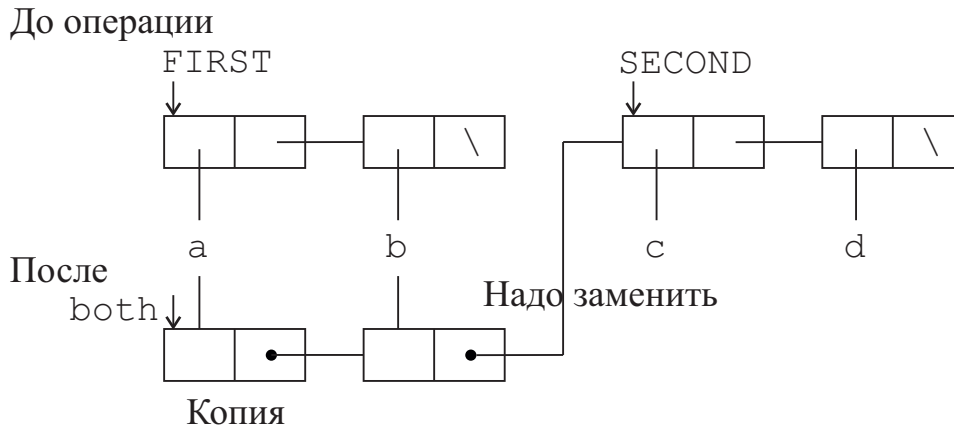 До операции
FIRST SECOND
\ \
a b c d
После
both
Надо заменить
Копия